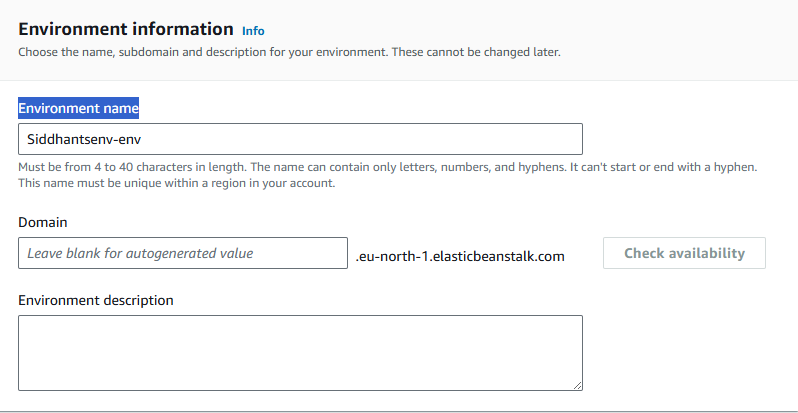 Environment information Info
Choose the name, subdomain and description for your environment. These cannot be changed later.
Environment name
Siddhantsenv-env
Must be from 4 to 40 characters in length. The name can contain only letters, numbers, and hyphens. It can't start or end with a hyphen.
This name must be unique within a region in your account.
Domain
Leave blank for autogenerated value .eu-north-1.elasticbeanstalk.com Check availability
Environment description